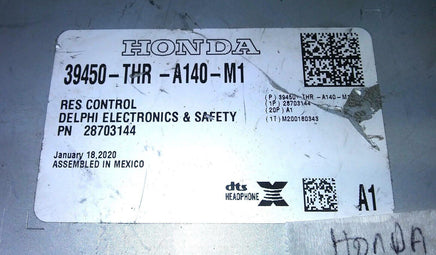 HONDA
39450-THR -A140-M1
RES CONTROL
DELPHI ELECTRONICS & SAFETY
PN 28703144
(P) 39450-THR-A140-M1
(1P) 28703144
(20P) A1
(1T) M200180343
January 18,2020
ASSEMBLED IN MEXICO
dts
HEADPHONE X
A1
HONDA